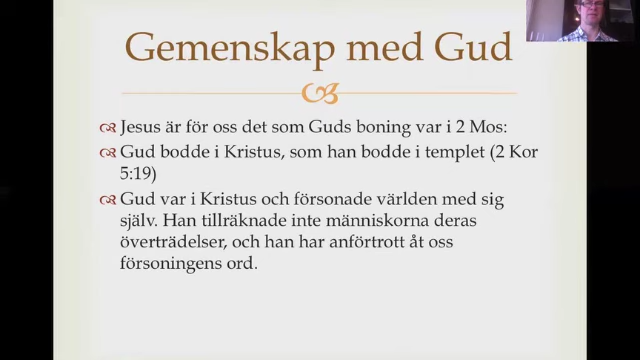 Gemenskap med Gud
Jesus är för oss det som Guds boning var i 2 Mos:
Gud bodde i Kristus, som han bodde i templet (2 Kor
5:19)
Gud var i Kristus och försonade världen med sig
själv. Han tillräknade inte människorna deras
överträdelser, och han har anförtrott åt oss
försoningens ord.